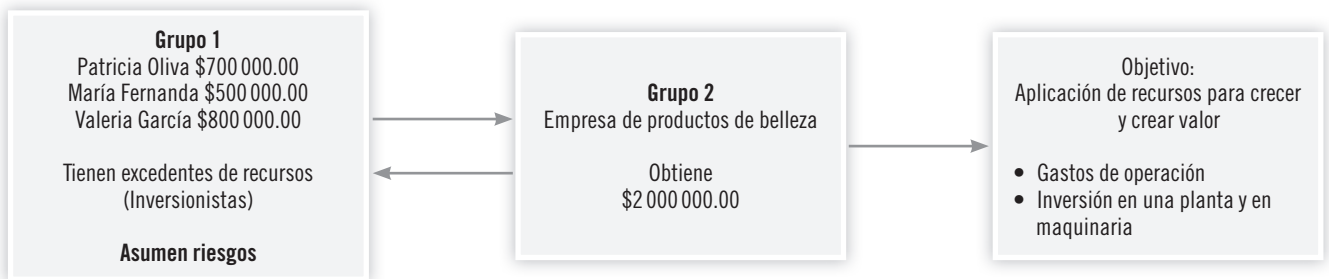 Grupo 1
Patricia Oliva $700 000.00
María Fernanda $500 000.00
Valeria García $800 000.00
Tienen excedentes de recursos
(Inversionistas)
Asumen riesgos
Grupo 2
Empresa de productos de belleza
Obtiene
$2 000 000.00
Objetivo:
Aplicación de recursos para crecer
y crear valor
• Gastos de operación
• Inversión en una planta y en
maquinaria